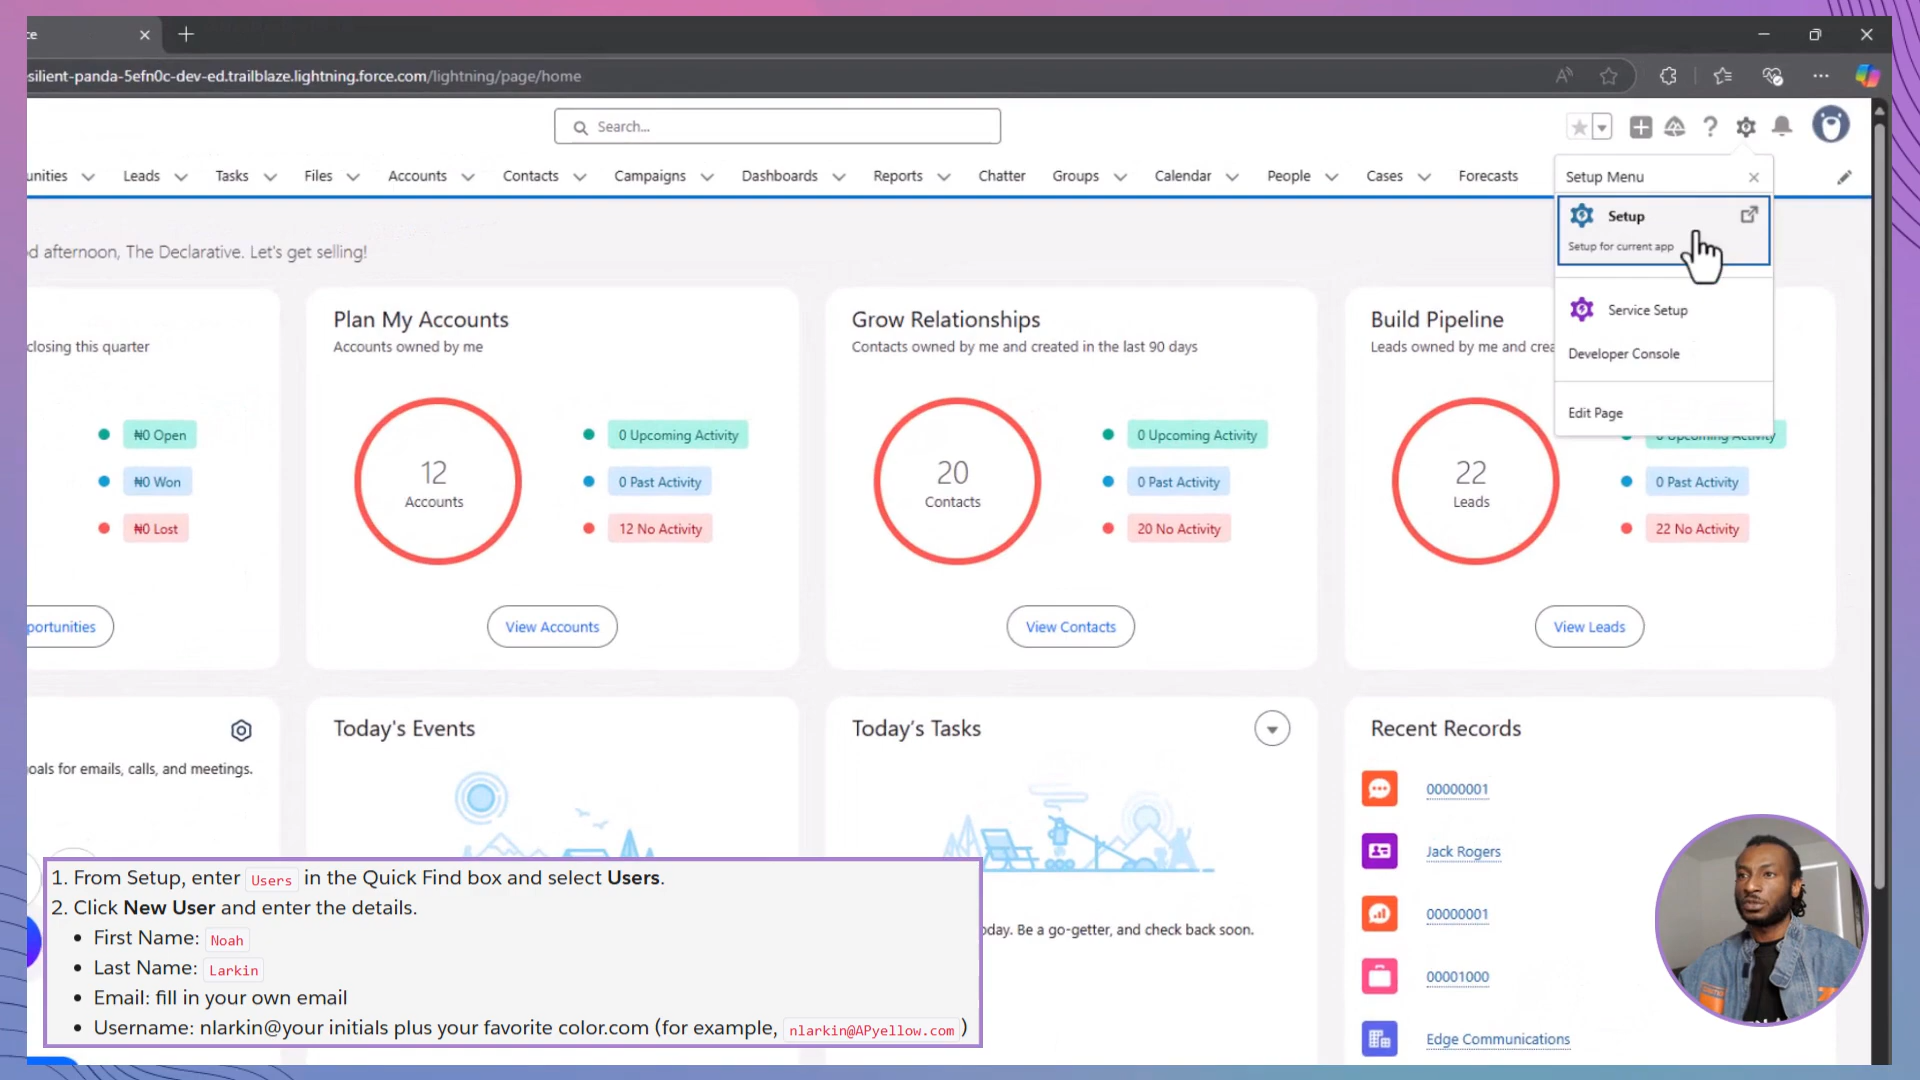 ce
silient-panda-5efn0c-dev-ed.trailblaze.lightning.force.com/lightning/page/home
Search...
unities Leads Tasks Files Accounts Contacts Campaigns Dashboards Reports Chatter Groups Calendar People Cases Forecasts
Setup Menu
Setup
Setup for current app
Service Setup
Developer Console
Edit Page
d afternoon, The Declarative. Let's get selling!
closing this quarter
₦0 Open
₦0 Won
₦0 Lost
portunities
Plan My Accounts
Accounts owned by me
12
Accounts
0 Upcoming Activity
0 Past Activity
12 No Activity
View Accounts
Grow Relationships
Contacts owned by me and created in the last 90 days
20
Contacts
0 Upcoming Activity
0 Past Activity
20 No Activity
View Contacts
Build Pipeline
Leads owned by me and crea
22
Leads
0 Upcoming Activity
0 Past Activity
22 No Activity
View Leads
oals for emails, calls, and meetings.
Today's Events
Today's Tasks
oday. Be a go-getter, and check back soon.
Recent Records
00000001
Jack Rogers
00000001
00001000
Edge Communications
1. From Setup, enter Users in the Quick Find box and select Users.
2. Click New User and enter the details.
• First Name: Noah
• Last Name: Larkin
• Email: fill in your own email
• Username: nlarkin@your initials plus your favorite color.com (for example, nlarkin@APyellow.com)